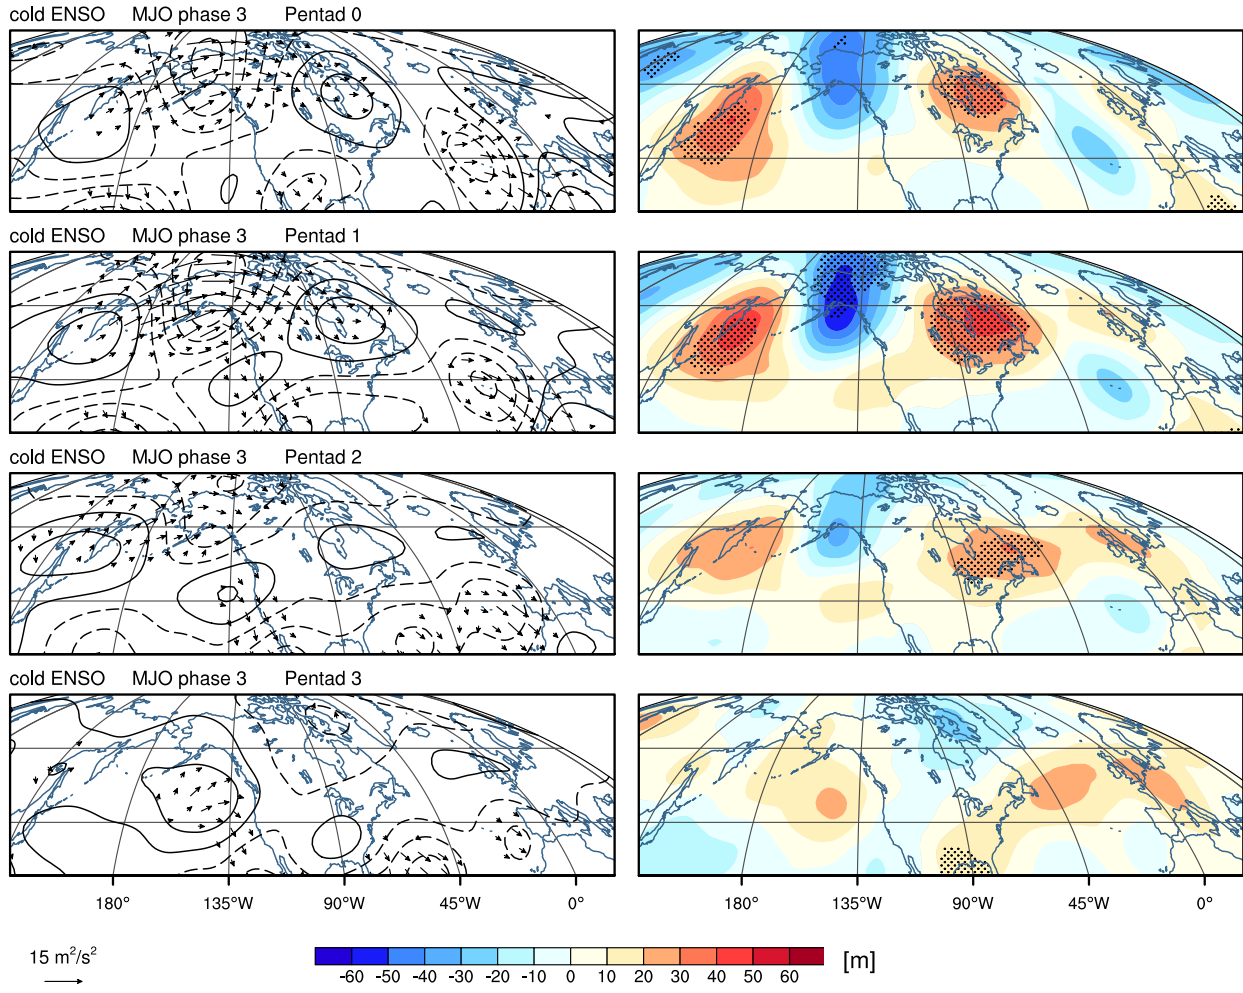 cold ENSO MJO phase 3 Pentad 0
cold ENSO MJO phase 3 Pentad 1
cold ENSO MJO phase 3 Pentad 2
cold ENSO MJO phase 3 Pentad 3
180° 135°W 90°W 45°W 0° 180° 135°W 90°W 45°W 0°
15 m²/s²
-60 -50 -40 -30 -20 -10 0 10 20 30 40 50 60 [m]